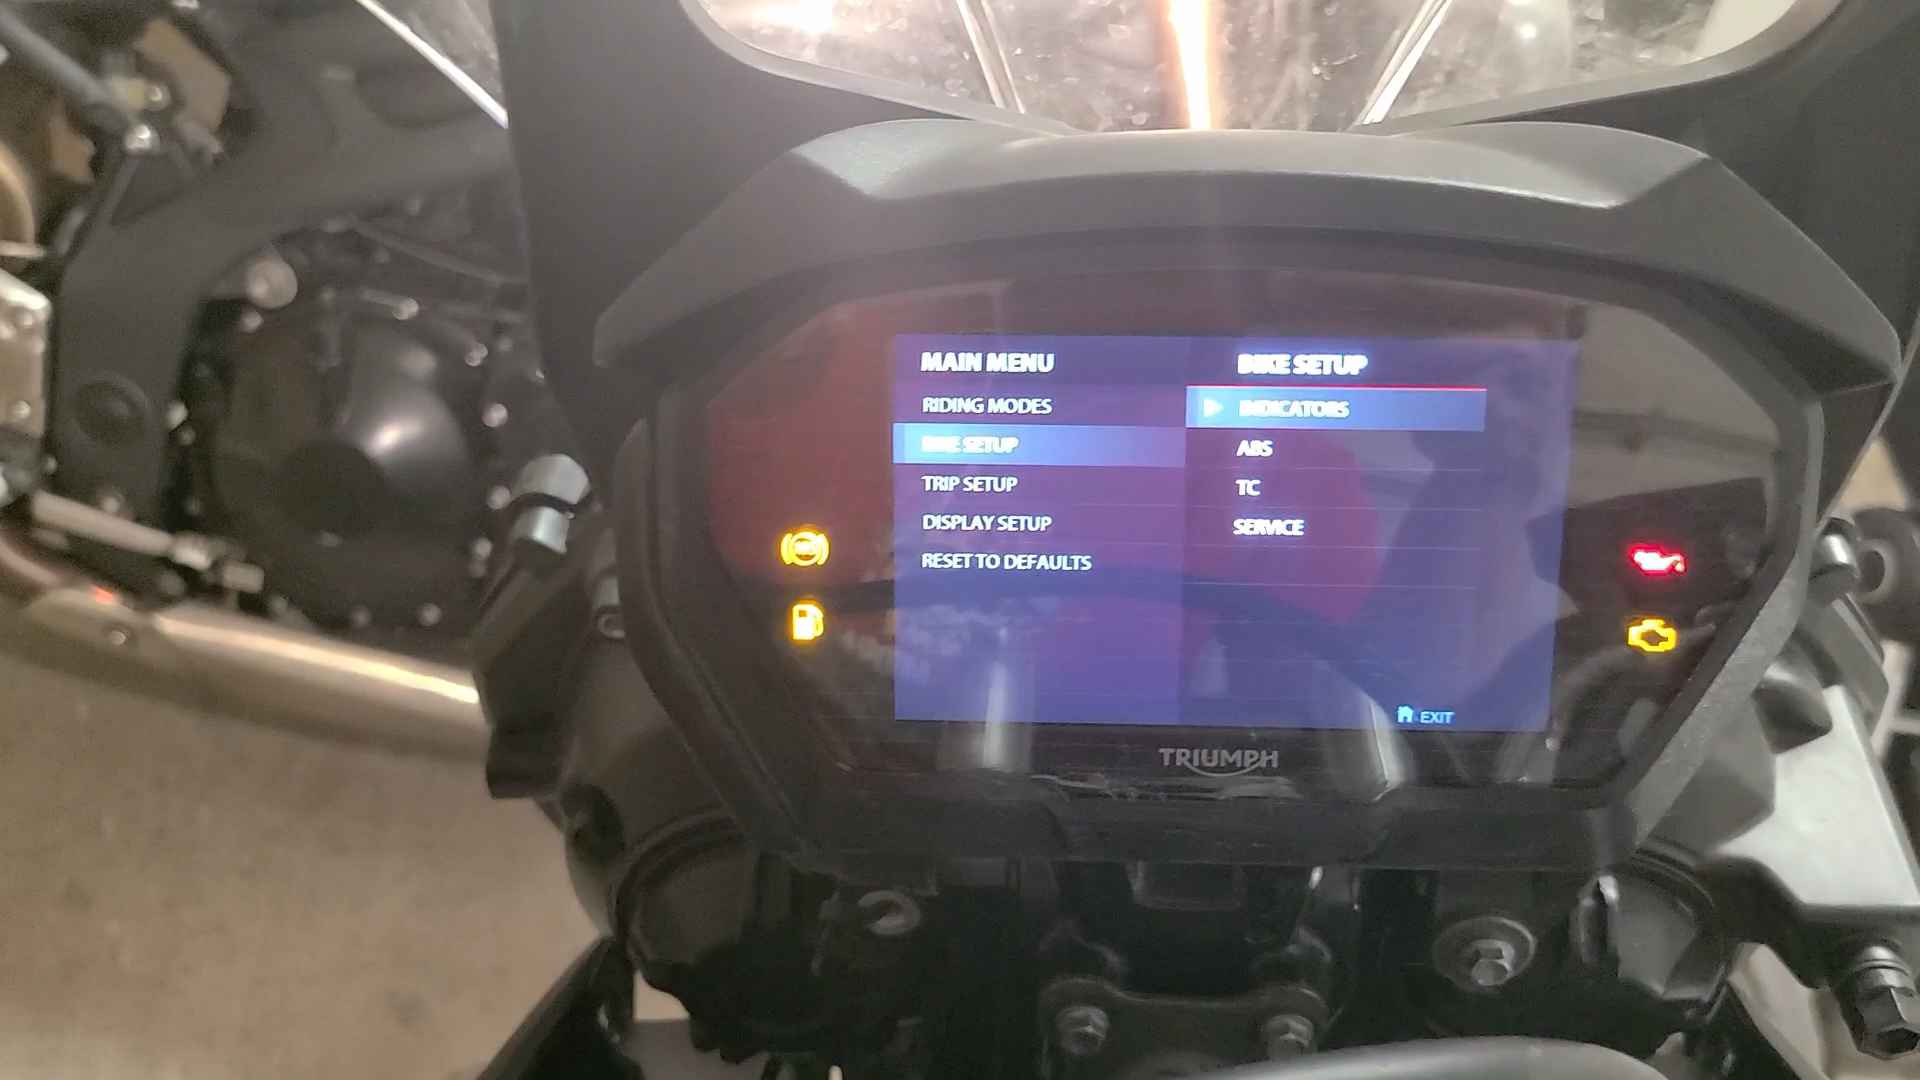 MAIN MENU
RIDING MODES
BIKE SETUP
TRIP SETUP
DISPLAY SETUP
RESET TO DEFAULTS
BIKE SETUP
INDICATORS
ABS
TC
SERVICE
EXIT
TRIUMPH